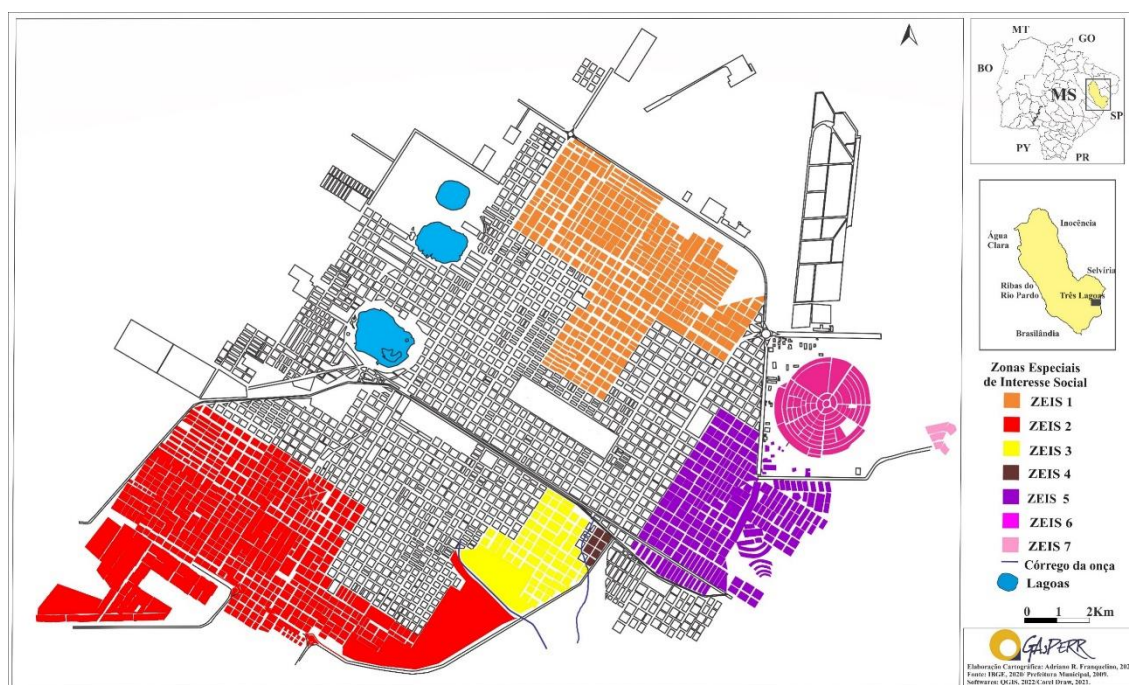 MT
GO
BO
MS
SP
PY
PR
Inocência
Água
Clara
Selvíria
Ribas do
Rio Pardo
Três Lagoas
Brasilândia
Zonas Especiais
de Interesse Social
ZEIS 1
ZEIS 2
ZEIS 3
ZEIS 4
ZEIS 5
ZEIS 6
ZEIS 7
Córrego da onça
Lagoas
0 1 2Km
GASPERR
Elaboração Cartográfica: Adriano R. Franquelino, 202
Fonte: IBGE, 2020/ Prefeitura Municipal, 2009.
Softwares: QGIS, 2022/Corel Draw, 2021.